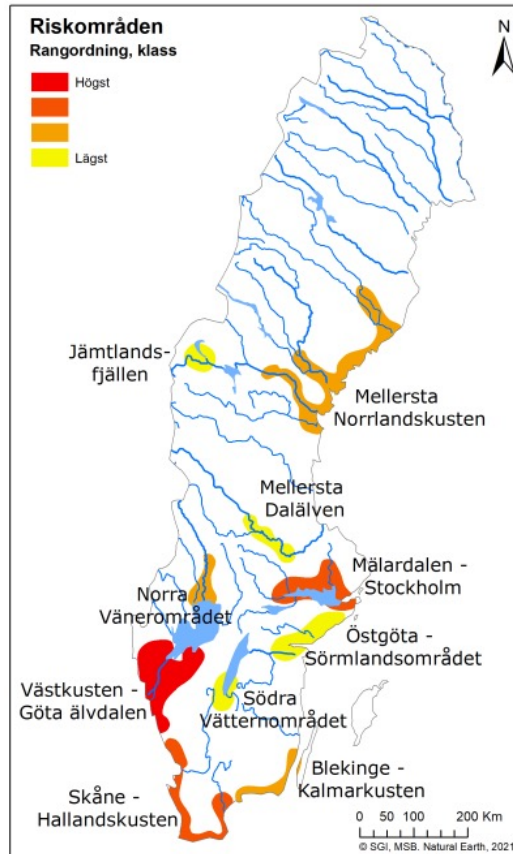 Riskområden
Rangordning, klass
Högst
Lägst
N
Jämtlands-
fjällen
Mellersta
Norrlandskusten
Mellersta
Dalälven
Mälardalen -
Stockholm
Norra
Vänerområdet
Östgöta -
Sörmlandsområdet
Västkusten -
Göta älvdalen
Södra
Vätternområdet
Blekinge -
Kalmarkusten
Skåne -
Hallandskusten
0 50 100 200 Km
© SGI, MSB. Natural Earth, 2021